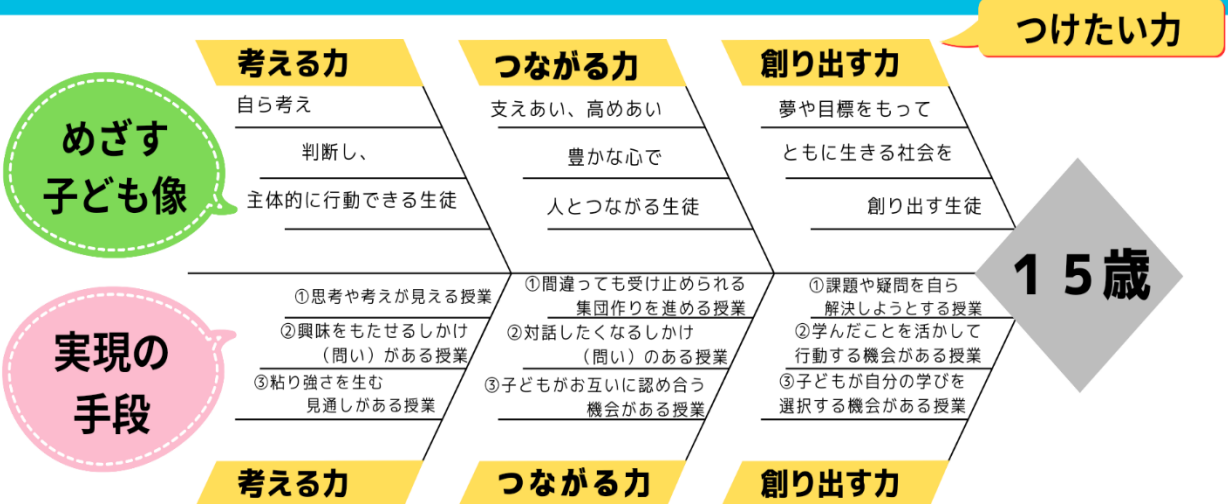 つけたい力
考える力
つながる力
創り出す力
めざす
子ども像
自ら考え
判断し、
主体的に行動できる生徒
支えあい、高めあい
豊かな心で
人とつながる生徒
夢や目標をもって
ともに生きる社会を
創り出す生徒
15歳
実現の
手段
①思考や考えが見える授業
②興味をもたせるしかけ
(問い)がある授業
③粘り強さを生む
見通しがある授業
①間違っても受け止められる
集団作りを進める授業
②対話したくなるしかけ
(問い)のある授業
③子どもがお互いに認め合う
機会がある授業
①課題や疑問を自ら
解決しようとする授業
②学んだことを活かして
行動する機会がある授業
③子どもが自分の学びを
選択する機会がある授業
考える力
つながる力
創り出す力